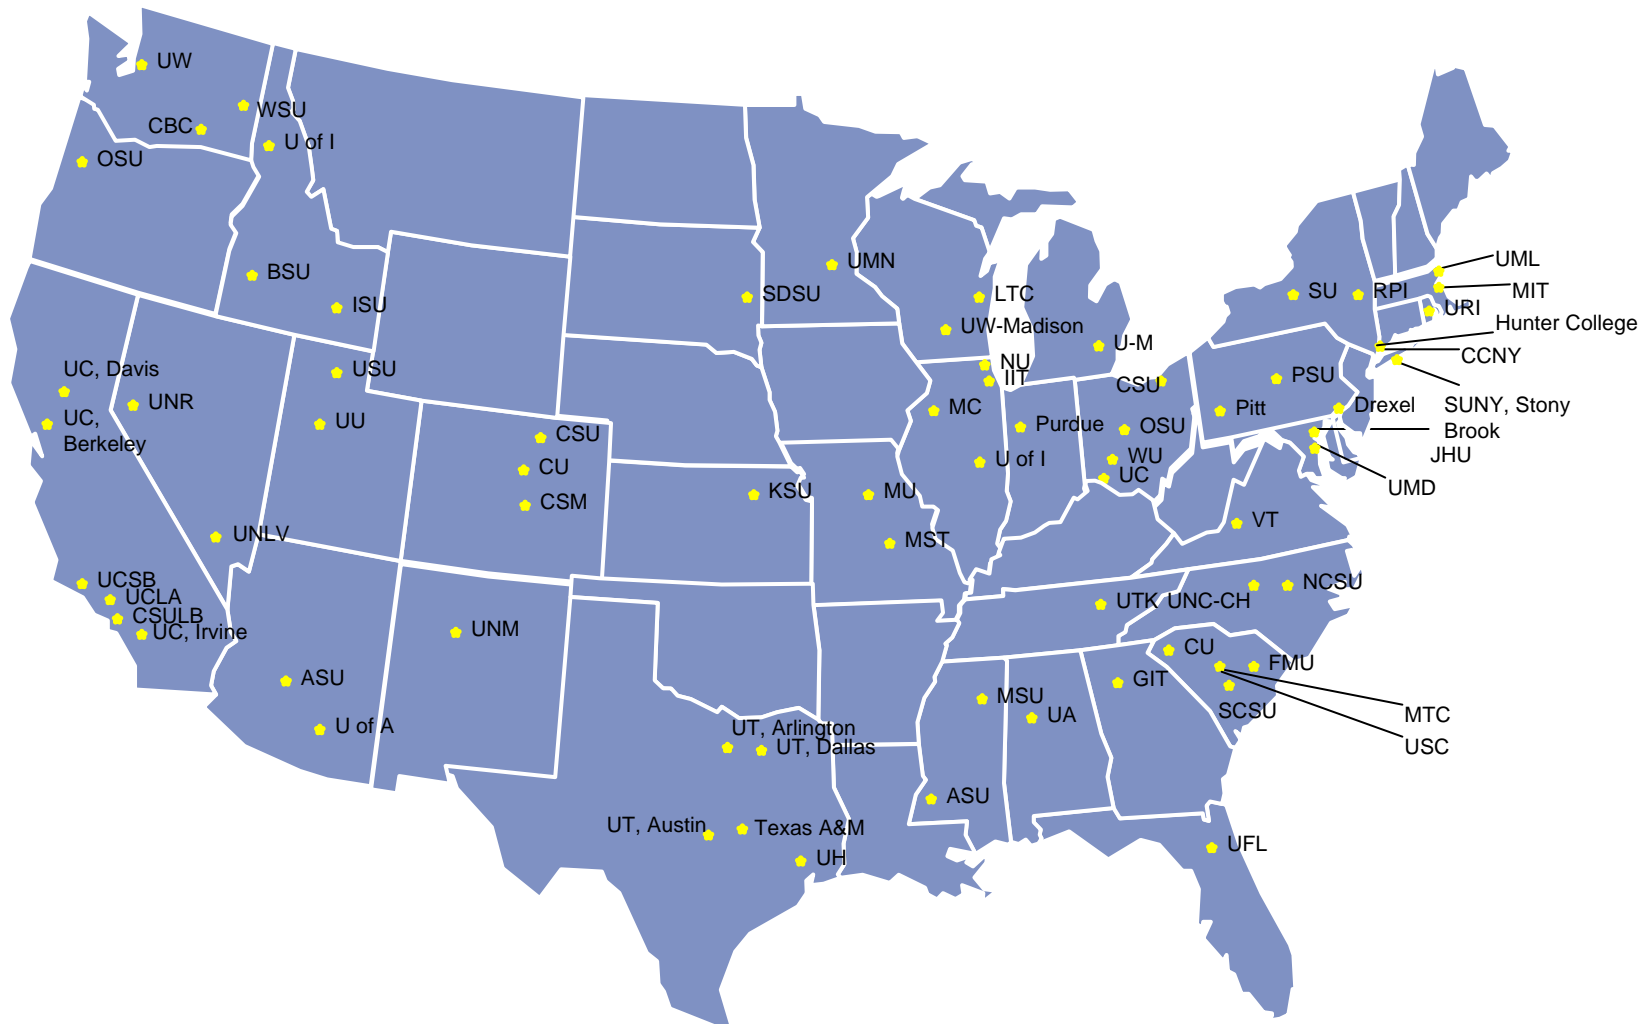 UW
WSU
CBC
U of I
OSU
BSU
ISU
UMN
SDSU
LTC
UW-Madison
U-M
SU
RPI
UML
MIT
URI
Hunter College
CCNY
UC, Davis
USU
UNR
UC,
Berkeley
UU
NU
IIT
CSU
MC
Purdue
OSU
PSU
Pitt
Drexel
SUNY, Stony
Brook
JHU
UMD
CSU
CU
CSM
KSU
MU
MST
U of I
WU
UC
VT
UNLV
UCSB
UCLA
CSULB
UC, Irvine
UNM
UTK
UNC-CH
NCSU
CU
FMU
GIT
SCSU
MTC
USC
ASU
U of A
UT, Arlington
UT, Dallas
MSU
UA
ASU
UT, Austin
Texas A&M
UH
UFL